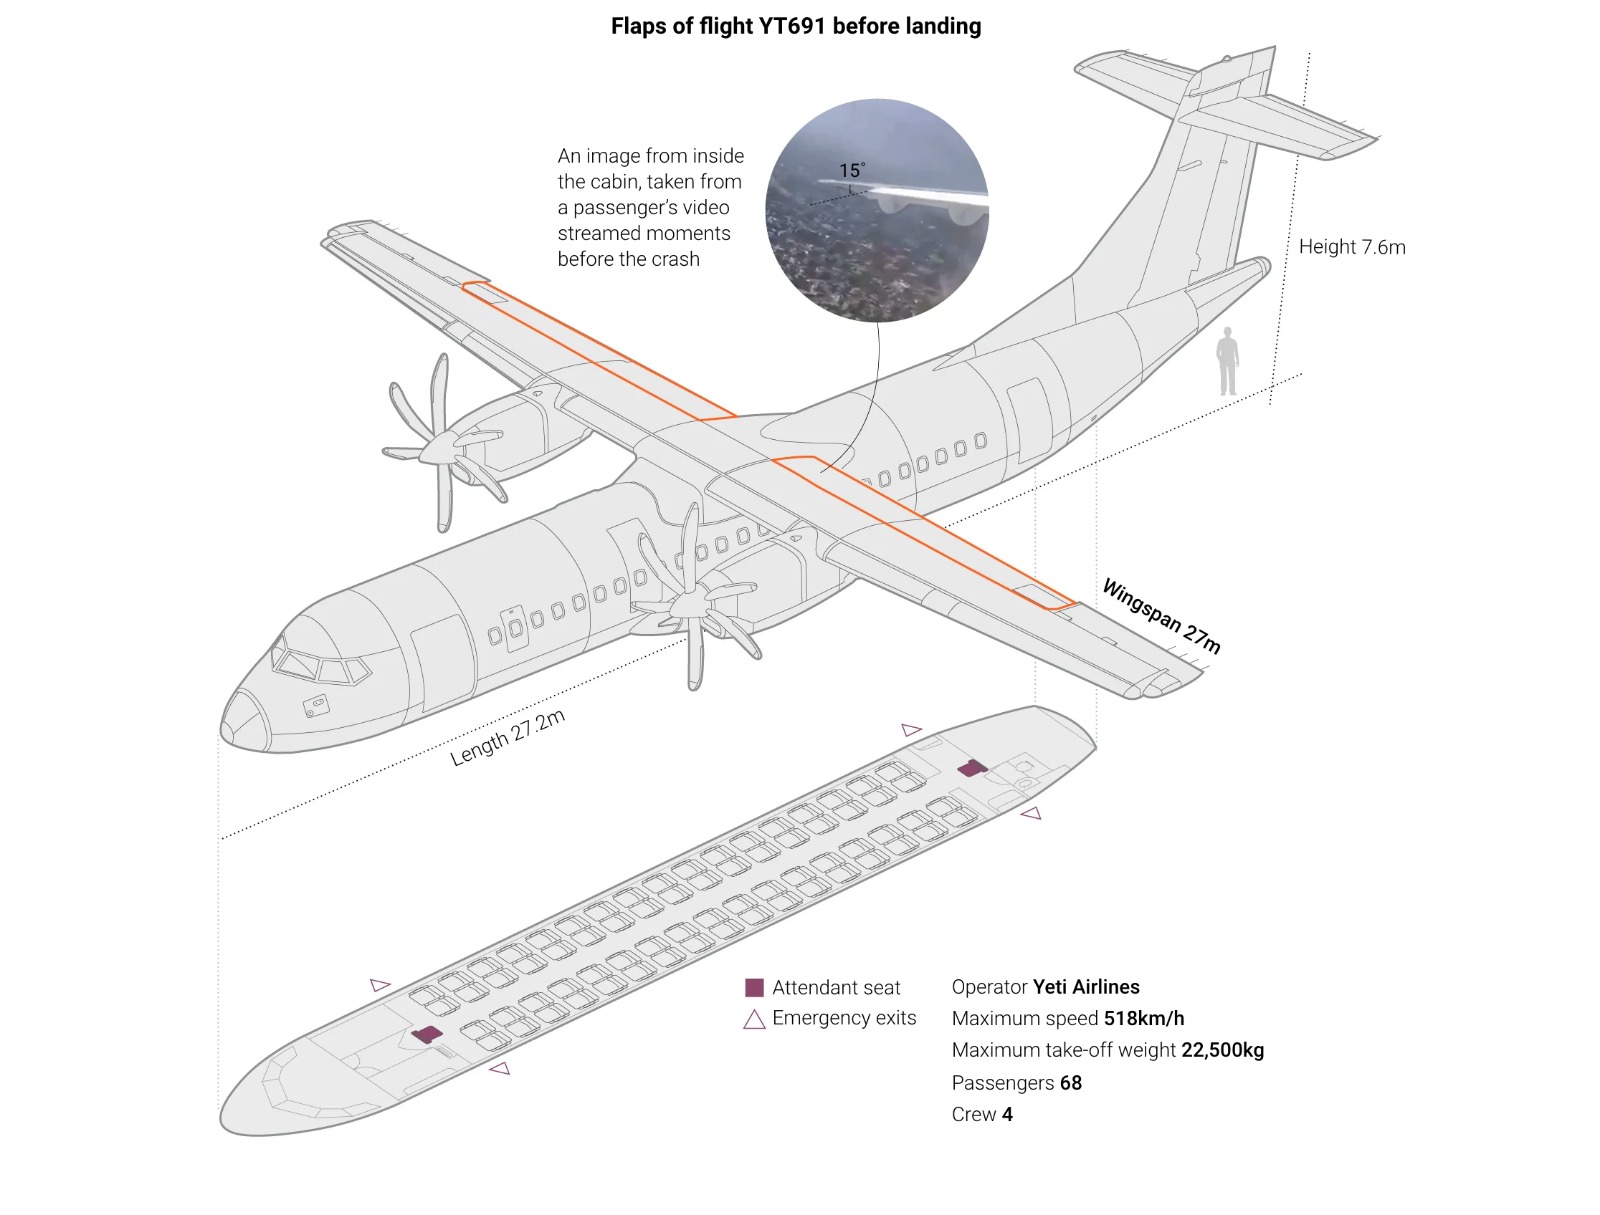 Flaps of flight YT691 before landing
An image from inside
the cabin, taken from
a passenger's video
streamed moments
before the crash
15°
Height 7.6m
Wingspan 27m
Length 27.2m
Attendant seat
Emergency exits
Operator Yeti Airlines
Maximum speed 518km/h
Maximum take-off weight 22,500kg
Passengers 68
Crew 4